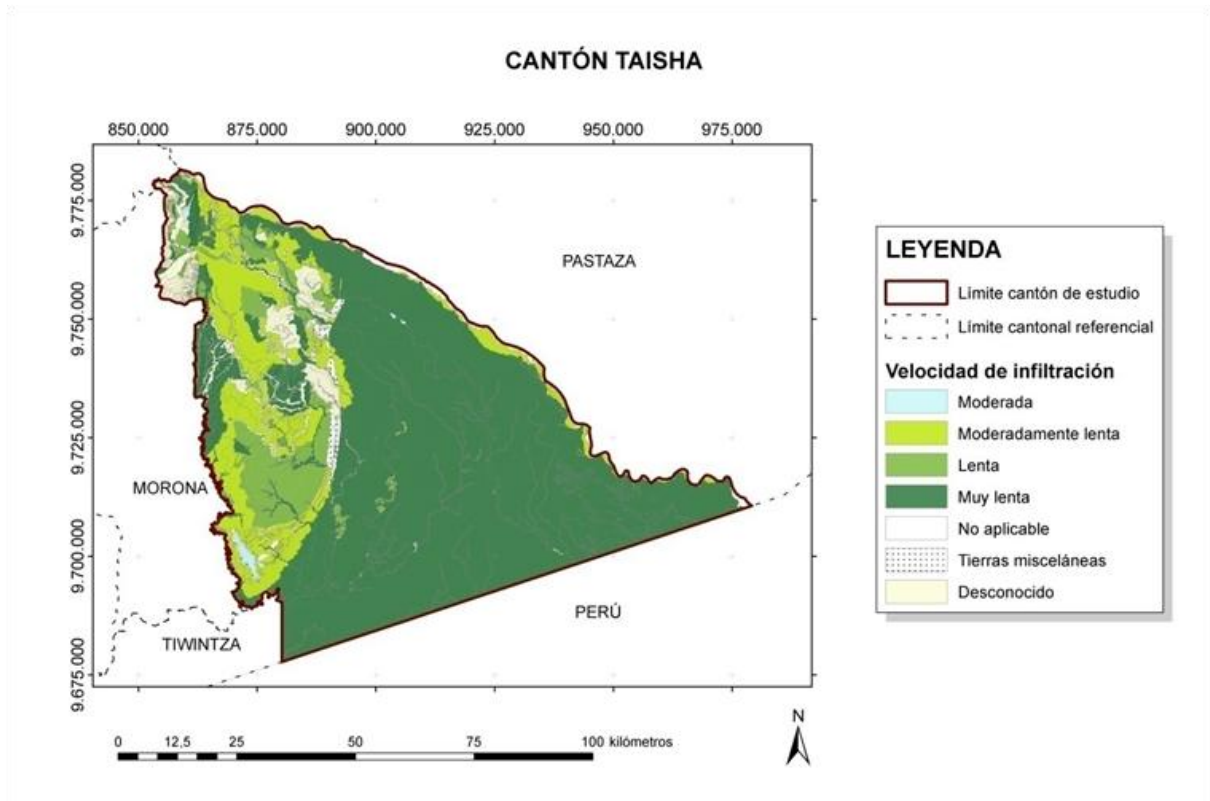 CANTÓN TAISHA
850.000 875.000 900.000 925.000 950.000 975.000
9.775.000
9.750.000
9.725.000
9.700.000
9.675.000
PASTAZA
MORONA
TIWINTZA
PERÚ
LEYENDA
Límite cantón de estudio
Límite cantonal referencial
Velocidad de infiltración
Moderada
Moderadamente lenta
Lenta
Muy lenta
No aplicable
Tierras misceláneas
Desconocido
0 12,5 25 50 75 100 kilómetros
N